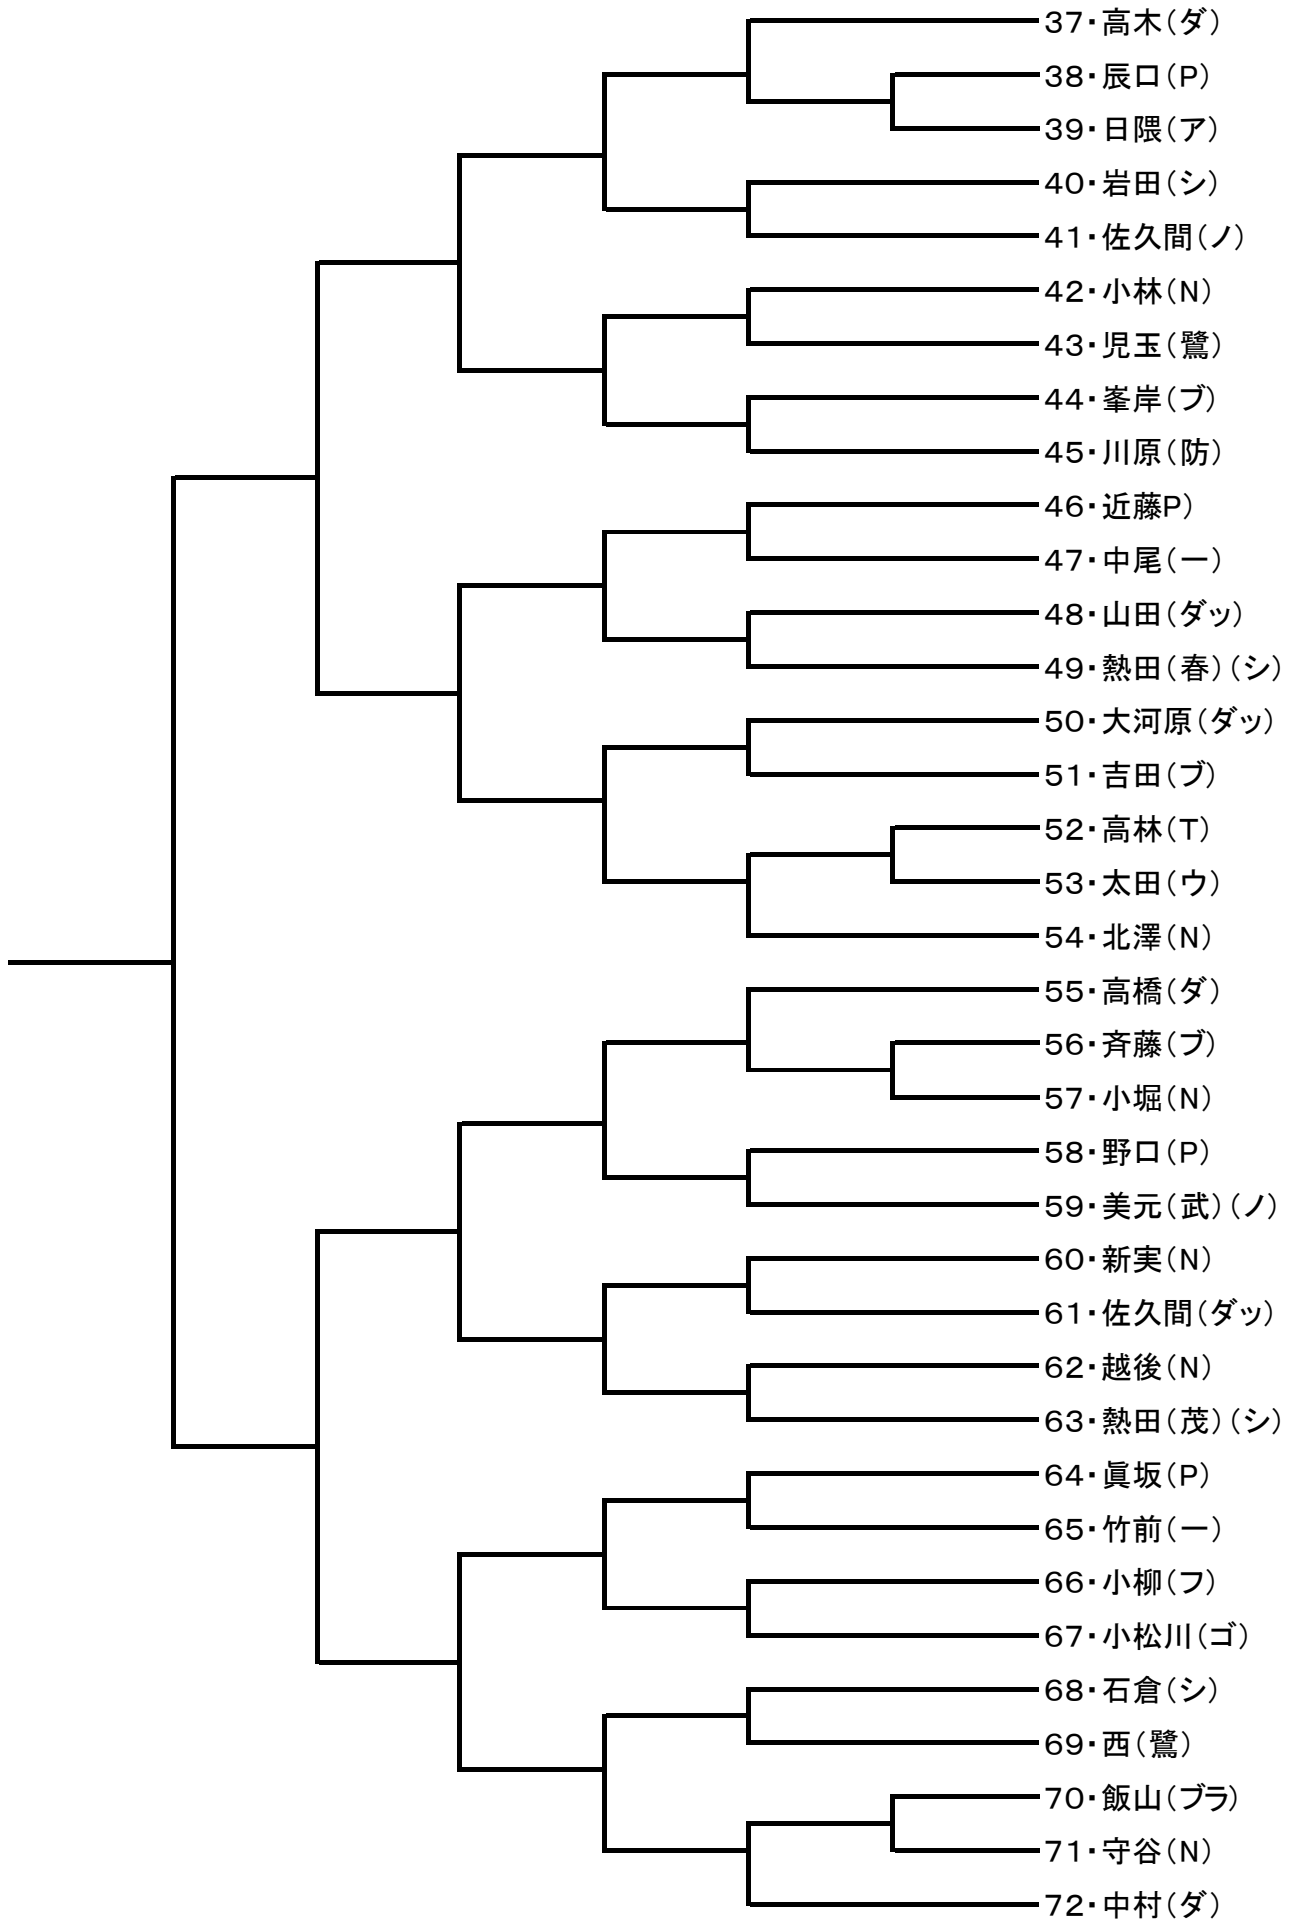 37・高木(ダ)
38・辰口(P)
39・日隈(ア)
40・岩田(シ)
41・佐久間(ノ)
42・小林(N)
43・児玉(鷺)
44・峯岸(ブ)
45・川原(防)
46・近藤P)
47・中尾(一)
48・山田(ダッ)
49・熱田(春)(シ)
50・大河原(ダッ)
51・吉田(ブ)
52・高林(T)
53・太田(ウ)
54・北澤(N)
55・高橋(ダ)
56・斉藤(ブ)
57・小堀(N)
58・野口(P)
59・美元(武)(ノ)
60・新実(N)
61・佐久間(ダッ)
62・越後(N)
63・熱田(茂)(シ)
64・眞坂(P)
65・竹前(一)
66・小柳(フ)
67・小松川(ゴ)
68・石倉(シ)
69・西(鷺)
70・飯山(ブラ)
71・守谷(N)
72・中村(ダ)